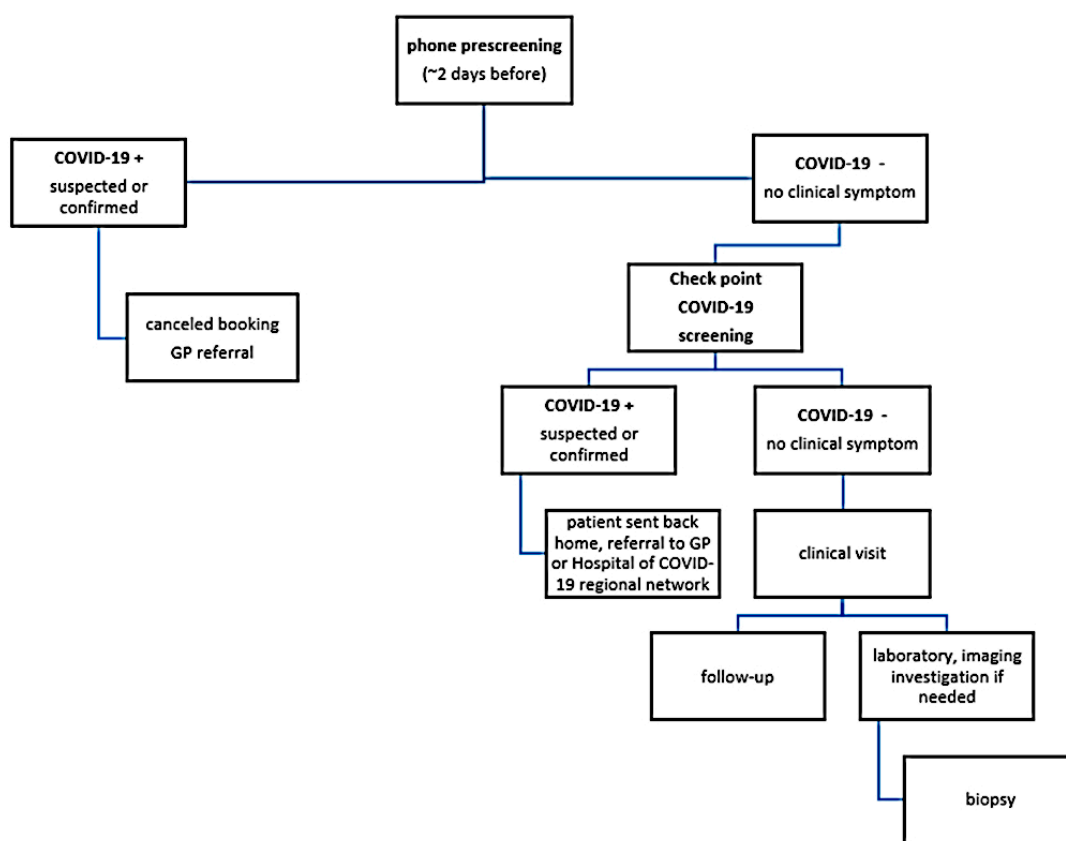 phone prescreening
(~2 days before)
COVID-19 +
suspected or
confirmed
COVID-19  -
no clinical symptom
canceled booking
GP referral
Check point
COVID-19
screening
COVID-19 +
suspected or
confirmed
COVID-19  -
no clinical symptom
patient sent back
home, referral to GP
or Hospital of COVID-
19 regional network
clinical visit
follow-up
laboratory, imaging
investigation if
needed
biopsy